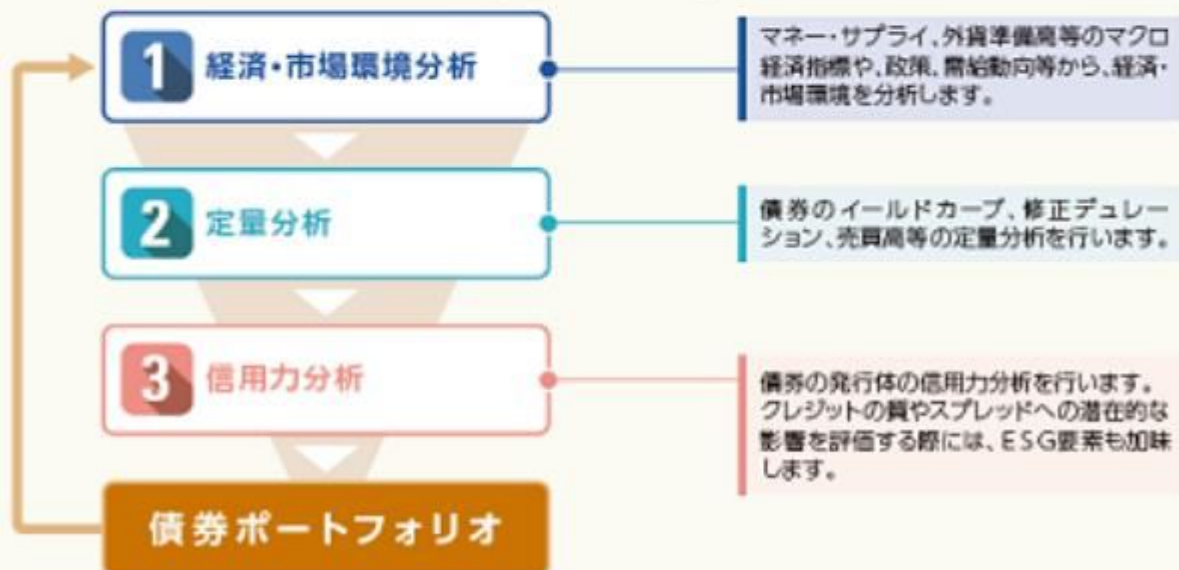 1 経済・市場環境分析
マネー・サプライ、外貨準備高等のマクロ
経済指標や、政策、需給動向等から、経済・
市場環境を分析します。
2 定量分析
債券のイールドカーブ、修正デュレー
ション、売買高等の定量分析を行います。
3 信用力分析
債券の発行体の信用力分析を行います。
クレジットの質やスプレッドへの潜在的な
影響を評価する際には、ESG要素も加味
します。
債券ポートフォリオ